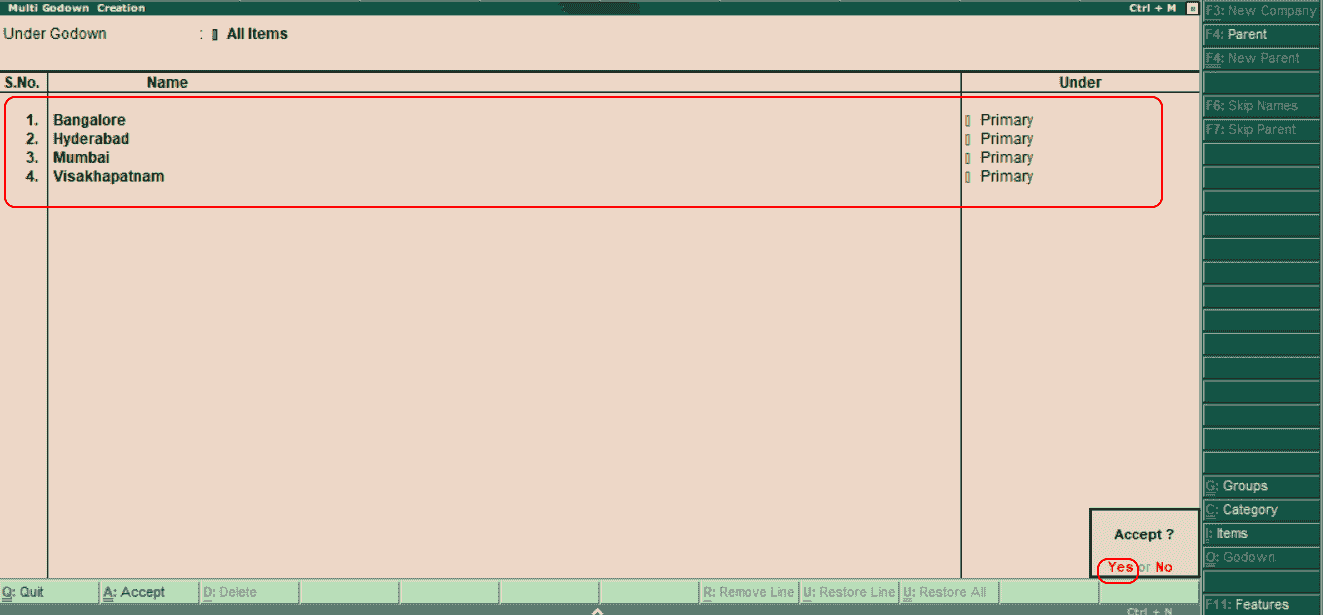 Multi Godown Creation
Ctrl + M
Under Godown : ▯ All Items
S.No. Name Under
1. Bangalore ▯ Primary
2. Hyderabad ▯ Primary
3. Mumbai ▯ Primary
4. Visakhapatnam ▯ Primary
Accept ?
Yes or No
Q: Quit A: Accept D: Delete R: Remove Line U: Restore Line U: Restore All
Ctrl + N
F3: New Company
F4: Parent
F4: New Parent
F6: Skip Names
F7: Skip Parent
G: Groups
C: Category
I: Items
O: Godown
F11: Features